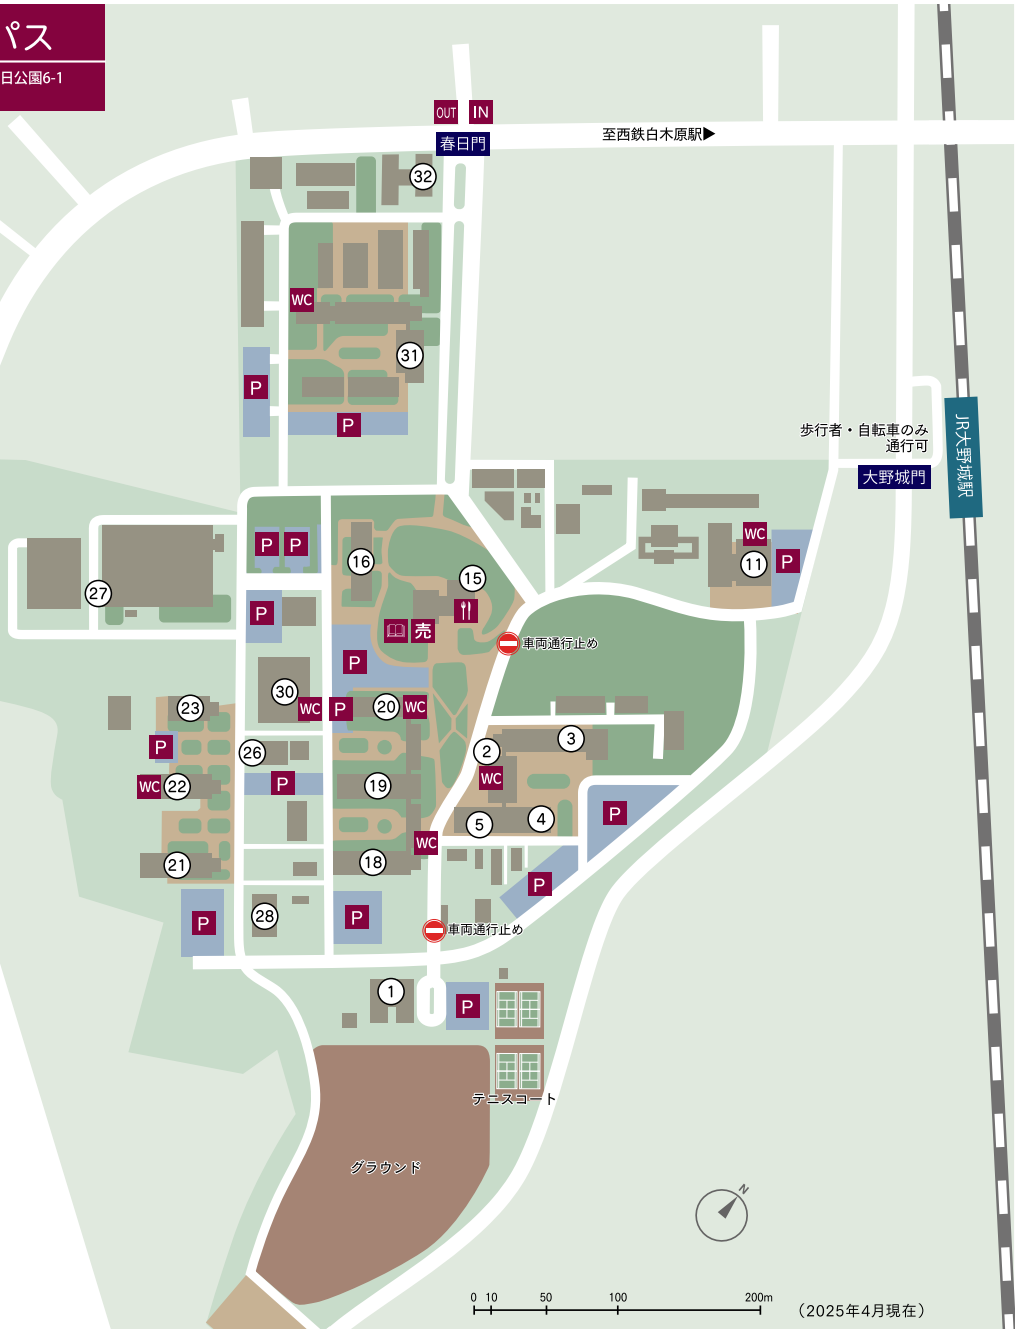 パス
日公園6-1
OUT
IN
春日門
至西鉄白木原駅▶
32
WC
31
P
P
歩行者・自転車のみ
通行可
大野城門
JR大野城駅
P
P
16
15
WC
11
P
27
P
売
車両通行止め
P
30
WC
P
20
WC
23
P
26
2
3
WC
WC
22
P
19
P
5
4
WC
21
18
P
P
28
P
車両通行止め
1
P
テニスコート
グラウンド
N
0 10 50 100 200m
（2025年4月現在）